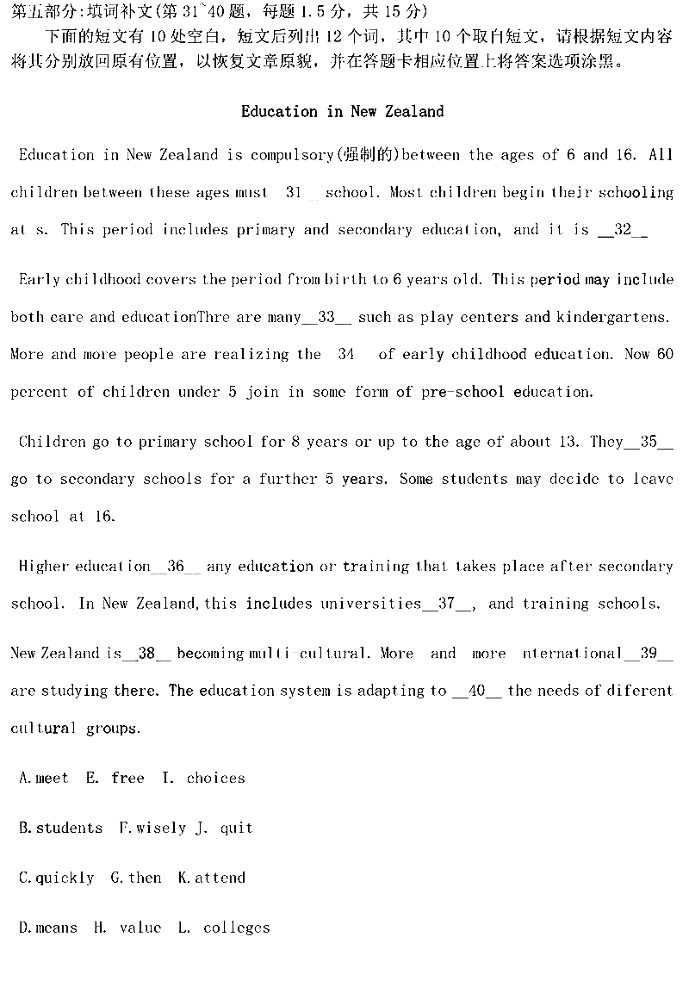 第五部分:填词补文(第31~40题，每题1.5分，共15分)
下面的短文有10处空白，短文后列出12个词，其中10个取自短文，请根据短文内容
将其分别放回原有位置，以恢复文章原貌，并在答题卡相应位置上将答案选项涂黑。
Education in New Zealand
Education in New Zealand is compulsory(强制的)between the ages of 6 and 16. All
children between these ages must 31 __ school. Most children begin their schooling
at s. This period includes primary and secondary education, and it is __32__
Early childhood covers the period from birth to 6 years old. This period may include
both care and educationThre are many__33__ such as play centers and kindergartens.
More and more people are realizing the 34 of early childhood education. Now 60
percent of children under 5 join in some form of pre-school education.
Children go to primary school for 8 years or up to the age of about 13. They__35__
go to secondary schools for a further 5 years. Some students may decide to leave
school at 16.
Higher education__36__ any education or training that takes place after secondary
school. In New Zealand,this includes universities__37__, and training schools.
New Zealand is__38__ becoming multi-cultural. More and more nternational__39__
are studying there. The education system is adapting to __40__ the needs of diferent
cultural groups.
A.meet E. free I. choices
B.students F.wisely J. quit
C.quickly G.then K.attend
D.means H. value L. colleges